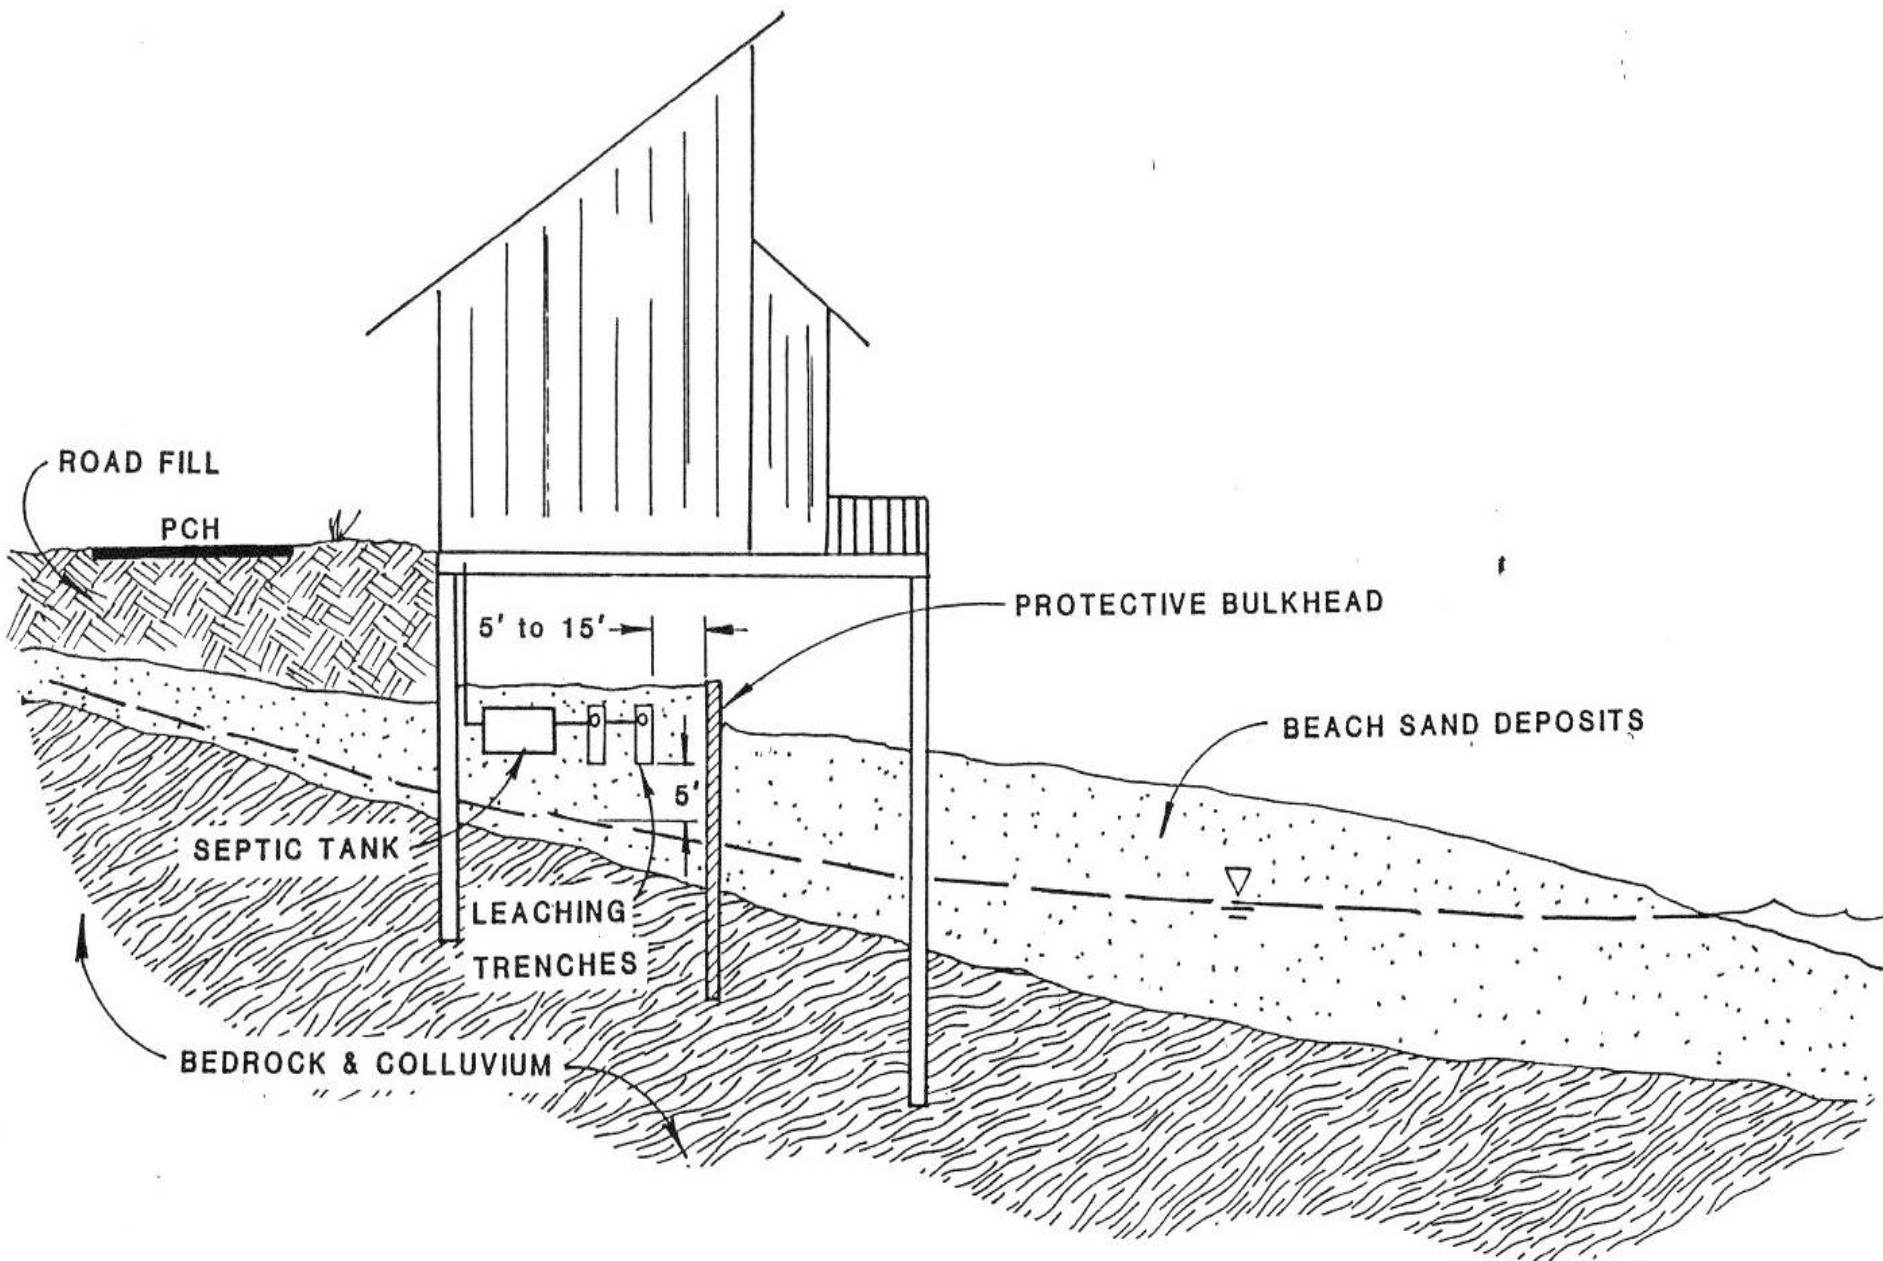 ROAD FILL
PCH
5' to 15'
PROTECTIVE BULKHEAD
BEACH SAND DEPOSITS
5'
SEPTIC TANK
LEACHING
TRENCHES
BEDROCK & COLLUVIUM